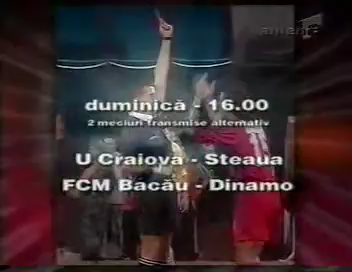 duminică - 16.00
2 meciuri transmise alternativ
U Craiova - Steaua
FCM Bacău - Dinamo